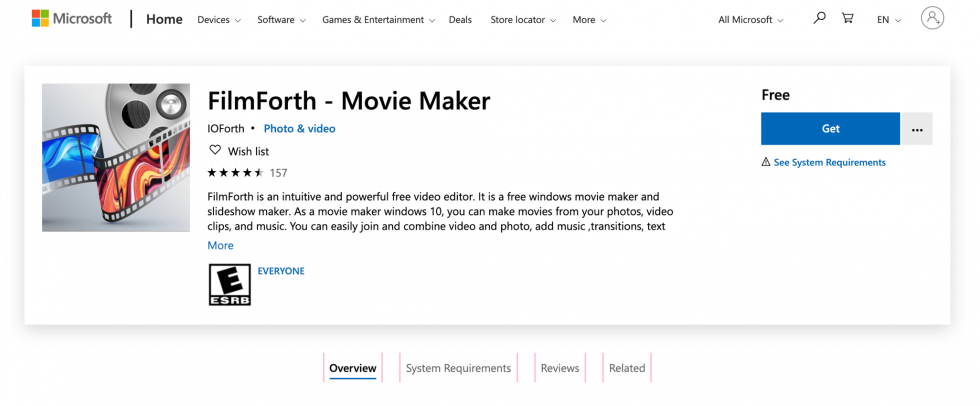 Microsoft | Home Devices Software Games & Entertainment Deals Store locator More All Microsoft EN
FilmForth - Movie Maker
IOForth • Photo & video
Wish list
157
FilmForth is an intuitive and powerful free video editor. It is a free windows movie maker and
slideshow maker. As a movie maker windows 10, you can make movies from your photos, video
clips, and music. You can easily join and combine video and photo, add music ,transitions, text
More
E
ESRB
EVERYONE
Free
Get ...
See System Requirements
Overview System Requirements Reviews Related